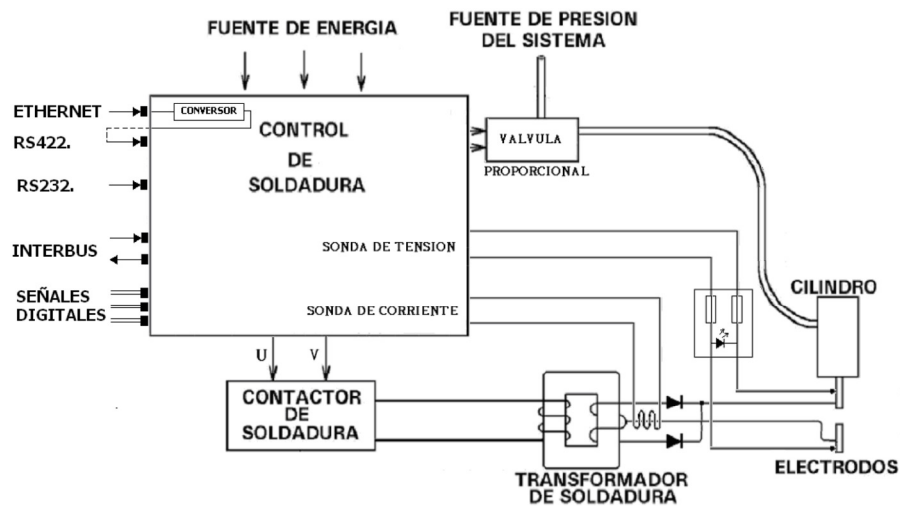 FUENTE DE ENERGÍA
FUENTE DE PRESION
DEL SISTEMA
ETHERNET
CONVERSOR
RS422.
CONTROL
DE
SOLDADURA
VALVULA
PROPORCIONAL
RS232.
INTERBUS
SONDA DE TENSION
SEÑALES
DIGITALES
SONDA DE CORRIENTE
CILINDRO
U
V
CONTACTOR
DE
SOLDADURA
ELECTRODOS
TRANSFORMADOR
DE SOLDADURA